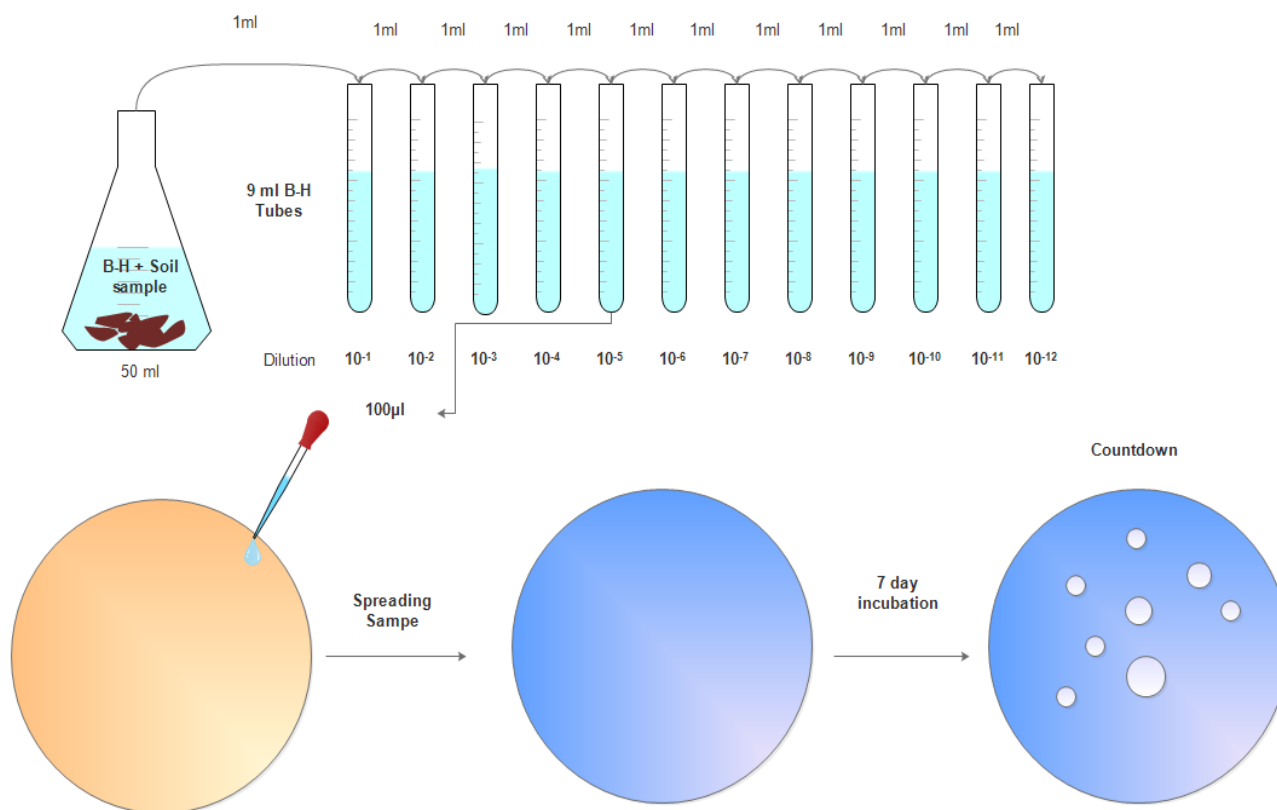 1ml 1ml 1ml 1ml 1ml 1ml 1ml 1ml 1ml 1ml 1ml 1ml
9 ml B-H
Tubes
B-H + Soil
sample
50 ml
Dilution 10-1 10-2 10-3 10-4 10-5 10-6 10-7 10-8 10-9 10-10 10-11 10-12
100µl
Countdown
Spreading
Sampe
7 day
incubation